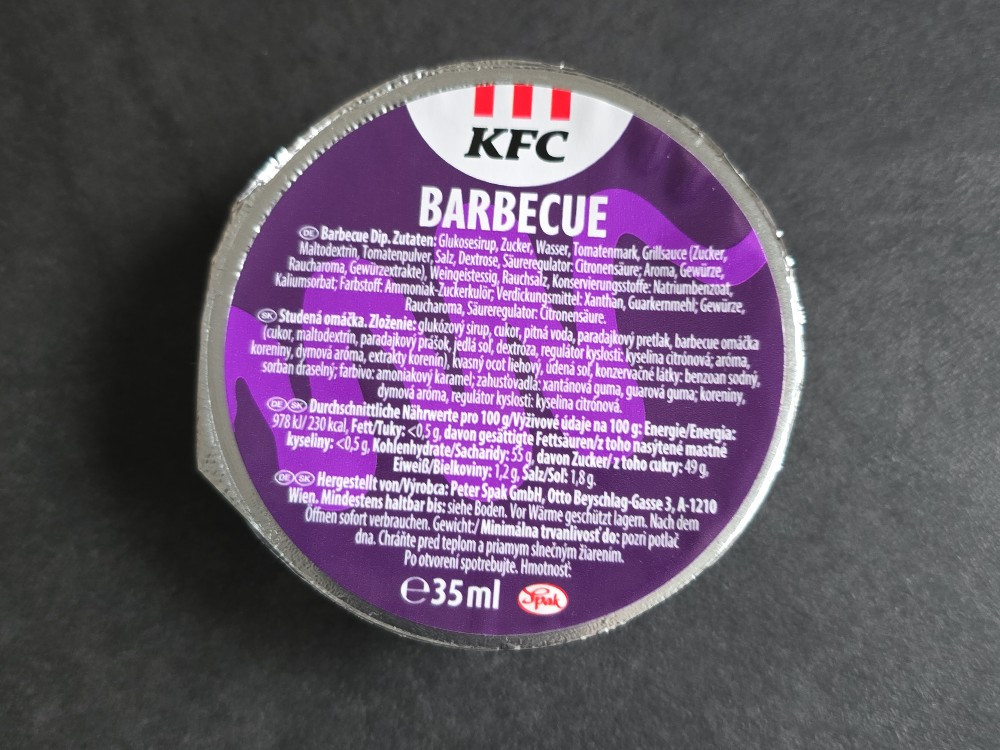 KFC
BARBECUE
DE Barbecue Dip. Zutaten: Glukosesirup, Zucker, Wasser, Tomatenmark, Grillsauce (Zucker,
Maltodextrin, Tomatenpulver, Salz, Dextrose, Säureregulator: Citronensäure; Aroma, Gewürze,
Raucharoma, Gewürzextrakte), Weingeistessig, Rauchsalz, Konservierungsstoffe: Natriumbenzoat,
Kaliumsorbat; Farbstoff: Ammoniak-Zuckerkulör; Verdickungsmittel: Xanthan, Guarkernmehl; Gewürze,
Raucharoma, Säureregulator: Citronensäure.
SK Studená omáčka. Zloženie: glukózový sirup, cukor, pitná voda, paradajkový pretlak, barbecue omáčka
(cukor, maltodextrín, paradajkový prášok, jedlá soľ, dextróza, regulátor kyslosti: kyselina citrónová; aróma,
koreniny, dymová aróma, extrakty korenín), kvasný ocot liehový, údená soľ, konzervačné látky: benzoan sodný,
sorban draselný; farbivo: amoniakový karamel; zahusťovadlá: xantánová guma, guarová guma; koreniny,
dymová aróma, regulátor kyslosti: kyselina citrónová.
DE SK Durchschnittliche Nährwerte pro 100 g/Výživové údaje na 100 g: Energie/Energia:
978 kJ/ 230 kcal, Fett/Tuky: <0,5 g, davon gesättigte Fettsäuren/z toho nasýtené mastné
kyseliny: <0,5 g, Kohlenhydrate/Sacharidy: 55 g, davon Zucker/ z toho cukry: 49 g,
Eiweiß/Bielkoviny: 1,2 g, Salz/Soľ: 1,8 g.
DE SK Hergestellt von/Výrobca: Peter Spak GmbH, Otto Beyschlag-Gasse 3, A-1210
Wien. Mindestens haltbar bis: siehe Boden. Vor Wärme geschützt lagern. Nach dem
Öffnen sofort verbrauchen. Gewicht:/ Minimálna trvanlivosť do: pozri potlač
dna. Chráňte pred teplom a priamym slnečným žiarením.
Po otvorení spotrebujte. Hmotnosť:
℮35 ml Spak